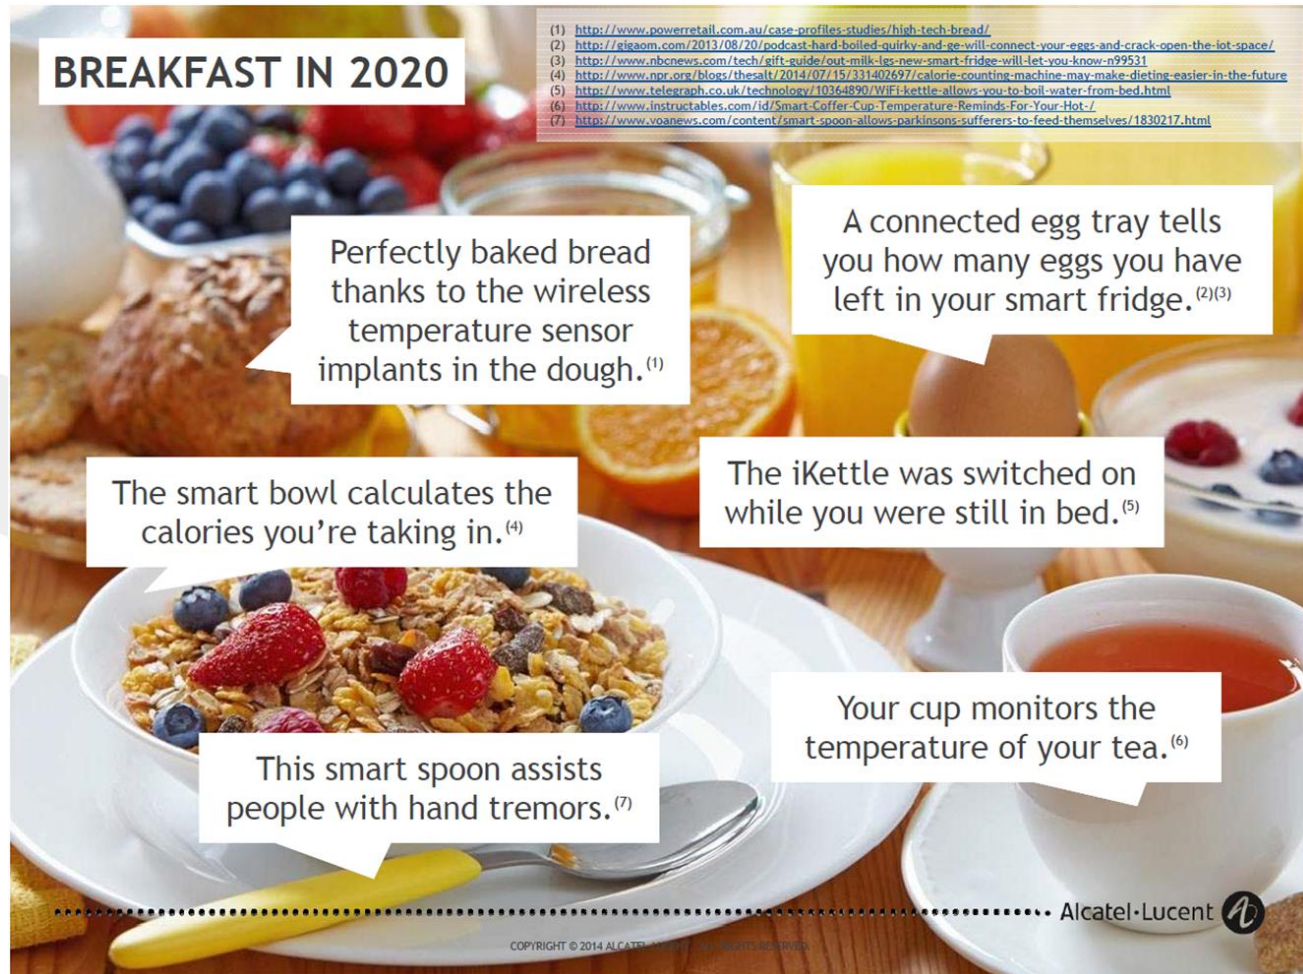 BREAKFAST IN 2020
(1) http://www.powerretail.com.au/case-profiles-studies/high-tech-bread/
(2) http://gigaom.com/2013/08/20/podcast-hard-boiled-quirky-and-ge-will-connect-your-eggs-and-crack-open-the-iot-space/
(3) http://www.nbcnews.com/tech/gift-guide/out-milk-lgs-new-smart-fridge-will-let-you-know-n99531
(4) http://www.npr.org/blogs/thesalt/2014/07/15/331402697/calorie-counting-machine-may-make-dieting-easier-in-the-future
(5) http://www.telegraph.co.uk/technology/10364890/WiFi-kettle-allows-you-to-boil-water-from-bed.html
(6) http://www.instructables.com/id/Smart-Coffer-Cup-Temperature-Reminds-For-Your-Hot-/
(7) http://www.voanews.com/content/smart-spoon-allows-parkinsons-sufferers-to-feed-themselves/1830217.html
Perfectly baked bread
thanks to the wireless
temperature sensor
implants in the dough.(1)
A connected egg tray tells
you how many eggs you have
left in your smart fridge.(2)(3)
The smart bowl calculates the
calories you're taking in.(4)
The iKettle was switched on
while you were still in bed.(5)
Your cup monitors the
temperature of your tea.(6)
This smart spoon assists
people with hand tremors.(7)
Alcatel·Lucent
COPYRIGHT © 2014 ALCATEL-LUCENT. ALL RIGHTS RESERVED.